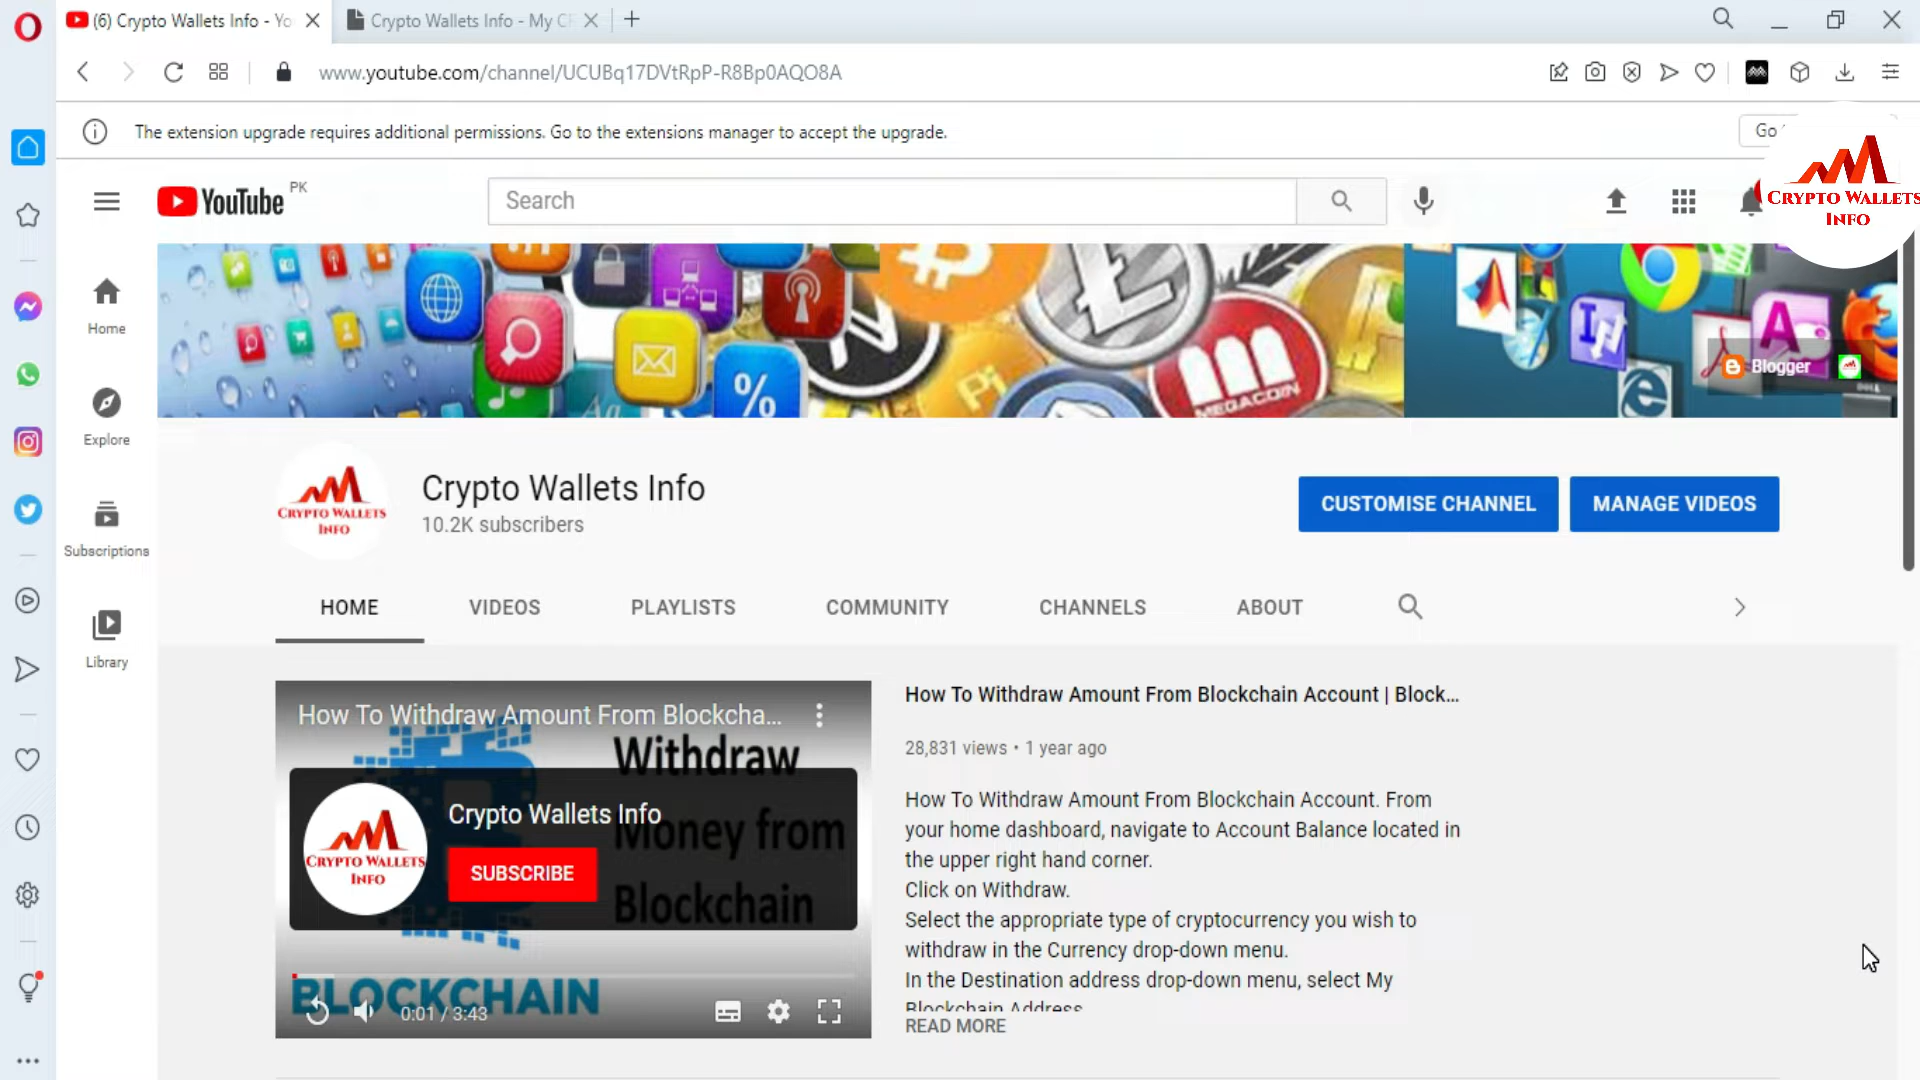 (6) Crypto Wallets Info - Yo
Crypto Wallets Info - My C
www.youtube.com/channel/UCUBq17DVtRpP-R8Bp0AQO8A
The extension upgrade requires additional permissions. Go to the extensions manager to accept the upgrade.
Go
CRYPTO WALLETS
INFO
YouTube PK
Search
Home
Explore
Subscriptions
Library
%
MEGACOIN
Blogger
CRYPTO WALLETS
INFO
Crypto Wallets Info
10.2K subscribers
CUSTOMISE CHANNEL
MANAGE VIDEOS
HOME
VIDEOS
PLAYLISTS
COMMUNITY
CHANNELS
ABOUT
How To Withdraw Amount From Blockcha...
Withdraw
Money from
Blockchain
Crypto Wallets Info
SUBSCRIBE
CRYPTO WALLETS
INFO
BLOCKCHAIN
0:01 / 3:43
How To Withdraw Amount From Blockchain Account | Block...
28,831 views • 1 year ago
How To Withdraw Amount From Blockchain Account. From
your home dashboard, navigate to Account Balance located in
the upper right hand corner.
Click on Withdraw.
Select the appropriate type of cryptocurrency you wish to
withdraw in the Currency drop-down menu.
In the Destination address drop-down menu, select My
Blockchain Address
READ MORE